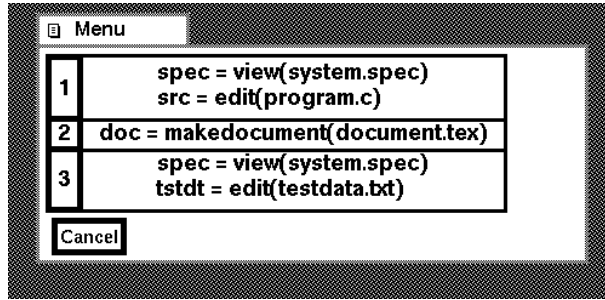 Menu
1
spec = view(system.spec)
src = edit(program.c)
2
doc = makedocument(document.tex)
3
spec = view(system.spec)
tstdt = edit(testdata.txt)
Cancel